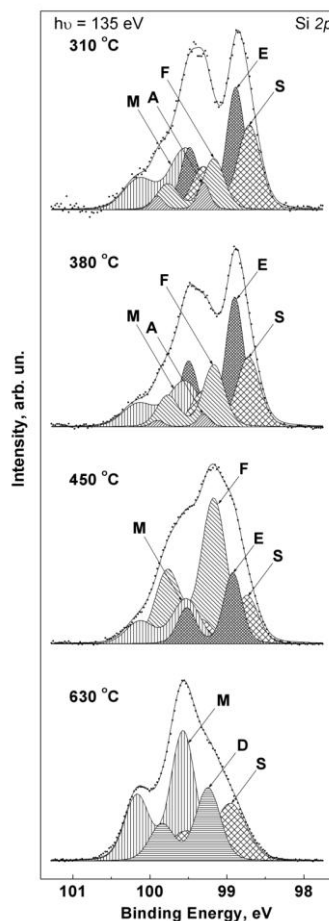 hυ = 135 eV Si 2p
310 °C
E
F
A
M
S
380 °C
E
F
M
A
S
450 °C
F
M
E
S
630 °C
M
D
S
Intensity, arb. un.
101 100 99 98
Binding Energy, eV